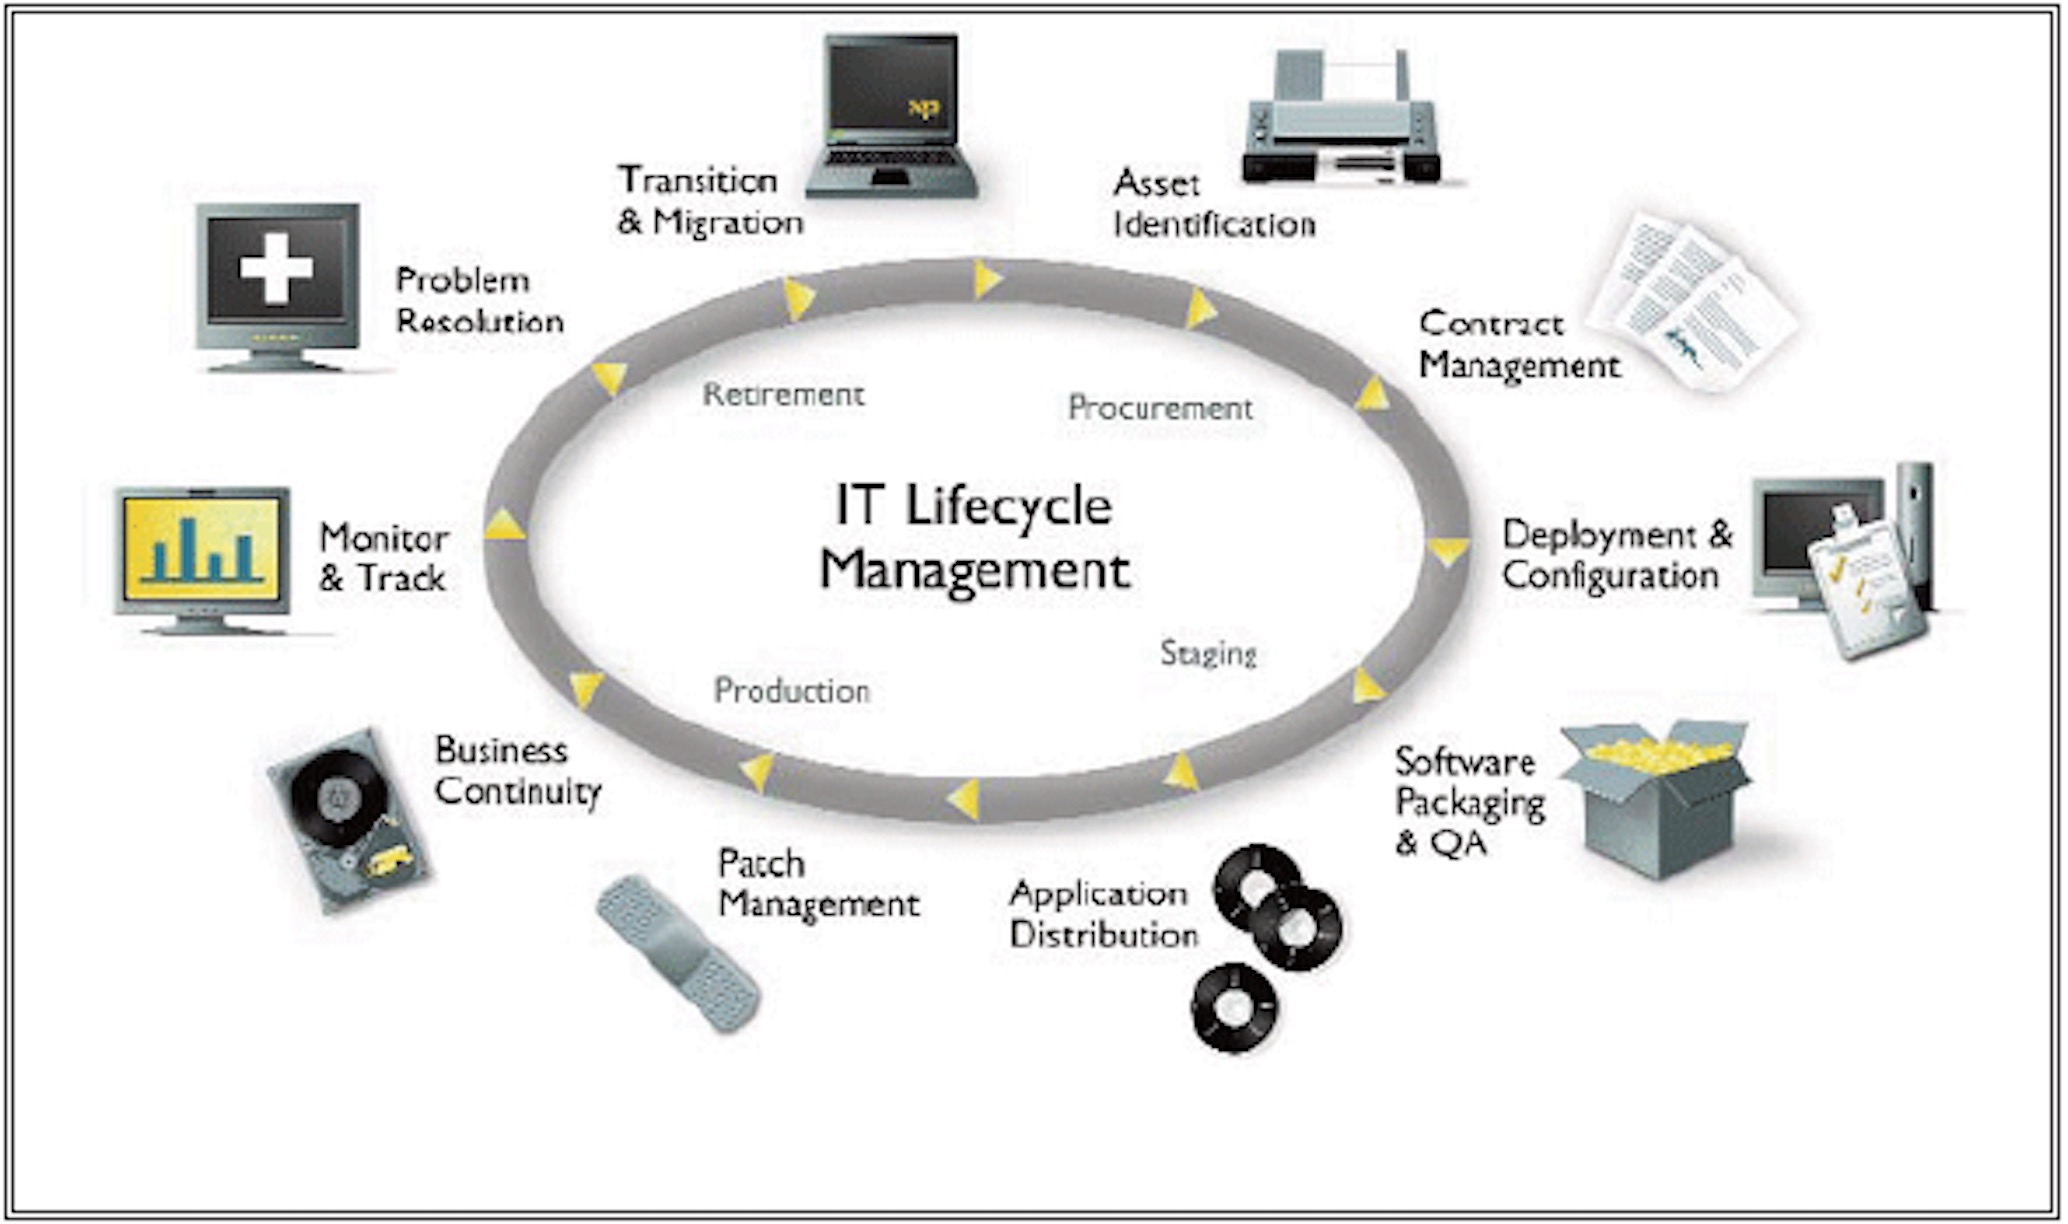 Transition
& Migration
Asset
Identification
Problem
Resolution
Contract
Management
Retirement
Procurement
IT Lifecycle
Management
Monitor
& Track
Deployment &
Configuration
Staging
Production
Business
Continuity
Software
Packaging
& QA
Patch
Management
Application
Distribution